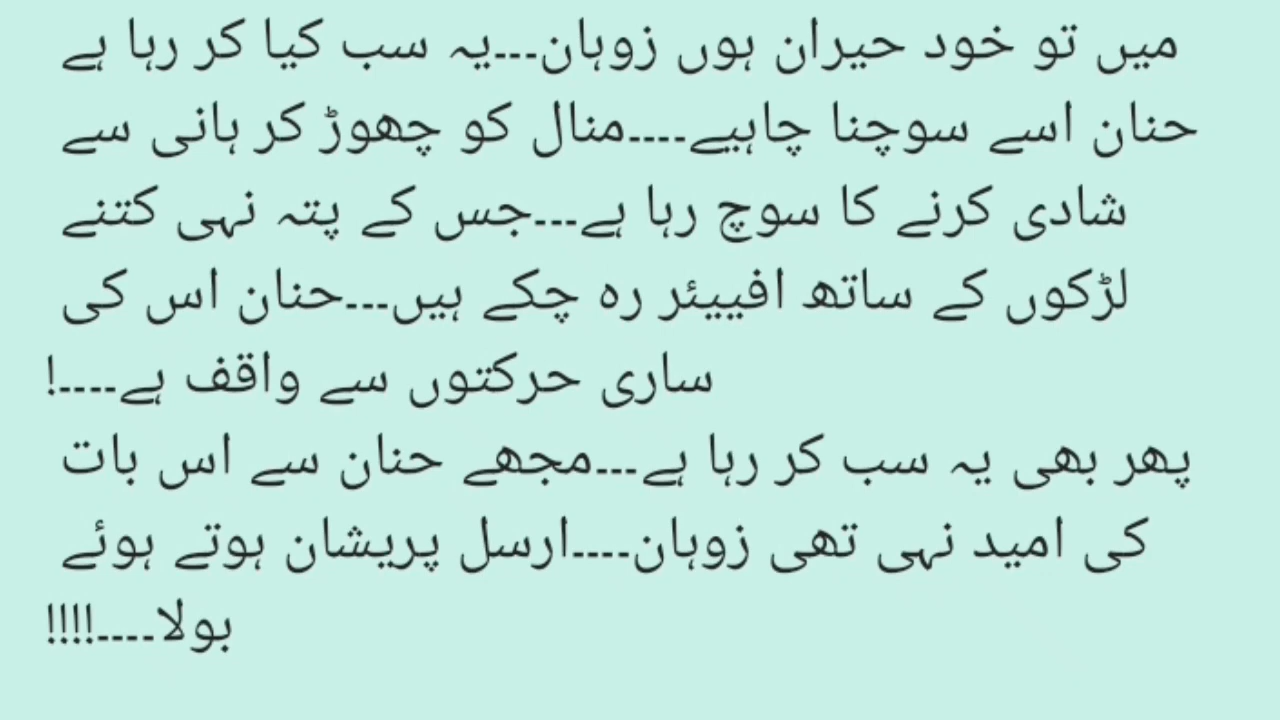 میں تو خود حیران ہوں زوہان---یہ سب کیا کر رہا ہے
حنان اسے سوچنا چاہیے----منال کو چھوڑ کر ہانی سے
شادی کرنے کا سوچ رہا ہے---جس کے پتہ نہی کتنے
لڑکوں کے ساتھ افییئر رہ چکے ہیں---حنان اس کی
ساری حرکتوں سے واقف ہے----!
پھر بھی یہ سب کر رہا ہے---مجھے حنان سے اس بات
کی امید نہی تھی زوہان----ارسل پریشان ہوتے ہوئے
بولا----!!!!